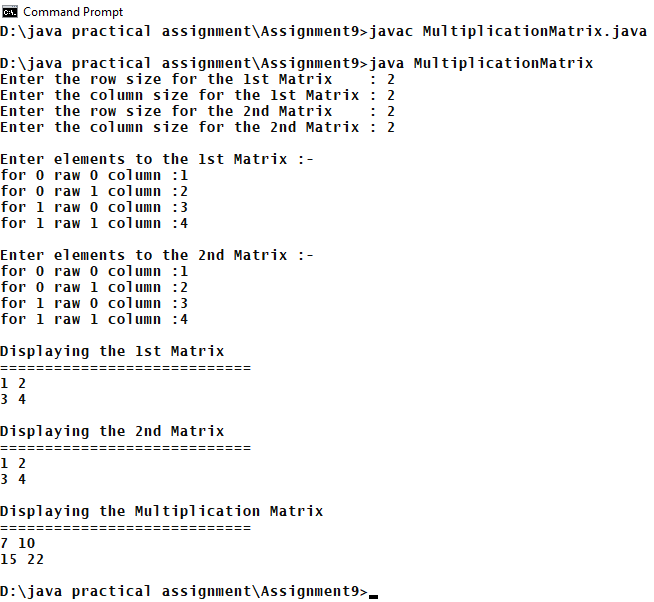 Command Prompt
D:\java practical assignment\Assignment9>javac MultiplicationMatrix.java
D:\java practical assignment\Assignment9>java MultiplicationMatrix
Enter the row size for the 1st Matrix    : 2
Enter the column size for the 1st Matrix : 2
Enter the row size for the 2nd Matrix    : 2
Enter the column size for the 2nd Matrix : 2
Enter elements to the 1st Matrix :-
for 0 raw 0 column :1
for 0 raw 1 column :2
for 1 raw 0 column :3
for 1 raw 1 column :4
Enter elements to the 2nd Matrix :-
for 0 raw 0 column :1
for 0 raw 1 column :2
for 1 raw 0 column :3
for 1 raw 1 column :4
Displaying the 1st Matrix
============================
1 2
3 4
Displaying the 2nd Matrix
============================
1 2
3 4
Displaying the Multiplication Matrix
============================
7 10
15 22
D:\java practical assignment\Assignment9>